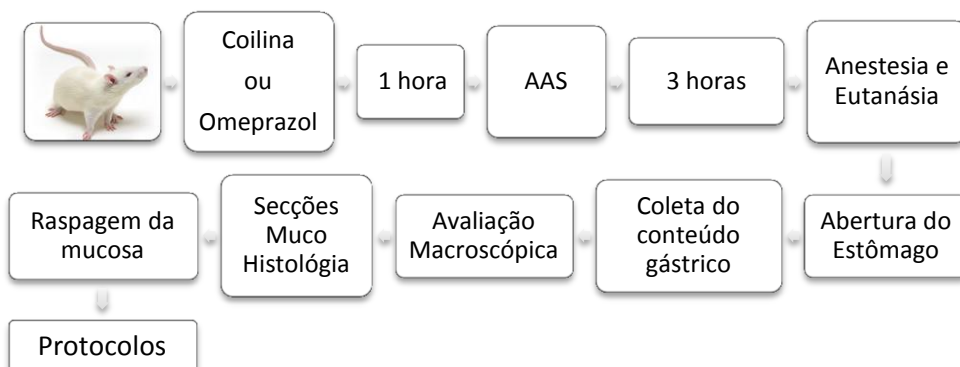 Coilina
ou
Omeprazol
1 hora
AAS
3 horas
Anestesia e
Eutanásia
Abertura do
Estômago
Coleta do
conteúdo
gástrico
Avaliação
Macroscópica
Secções
Muco
Histológia
Raspagem da
mucosa
Protocolos